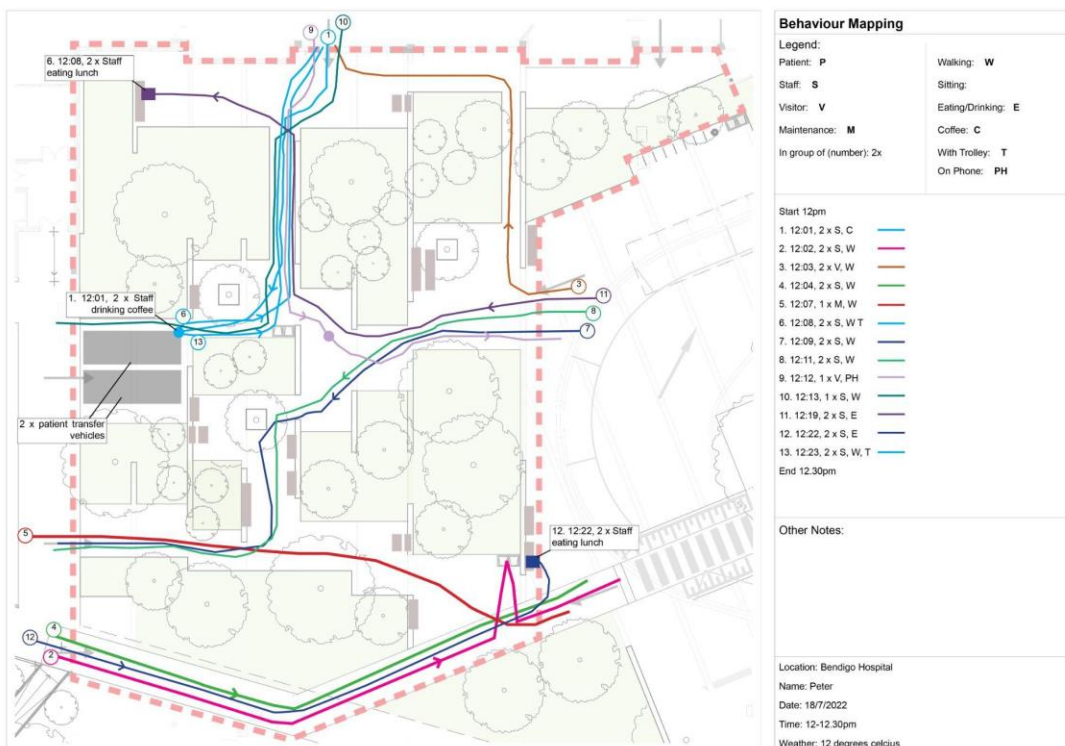 9
10
1
6. 12:08, 2 x Staff
eating lunch
3
11
8
7
1. 12:01, 2 x Staff
drinking coffee
6
13
2 x patient transfer
vehicles
5
12. 12:22, 2 x Staff
eating lunch
4
12
2
Behaviour Mapping
Legend:
Patient: P
Walking: W
Staff: S
Sitting:
Visitor: V
Eating/Drinking: E
Maintenance: M
Coffee: C
In group of (number): 2x
With Trolley: T
On Phone: PH
Start 12pm
1. 12:01, 2 x S, C
2. 12:02, 2 x S, W
3. 12:03, 2 x V, W
4. 12:04, 2 x S, W
5. 12:07, 1 x M, W
6. 12:08, 2 x S, W T
7. 12:09, 2 x S, W
8. 12:11, 2 x S, W
9. 12:12, 1 x V, PH
10. 12:13, 1 x S, W
11. 12:19, 2 x S, E
12. 12:22, 2 x S, E
13. 12:23, 2 x S, W, T
End 12.30pm
Other Notes:
Location: Bendigo Hospital
Name: Peter
Date: 18/7/2022
Time: 12-12.30pm
Weather: 12 degrees celcius